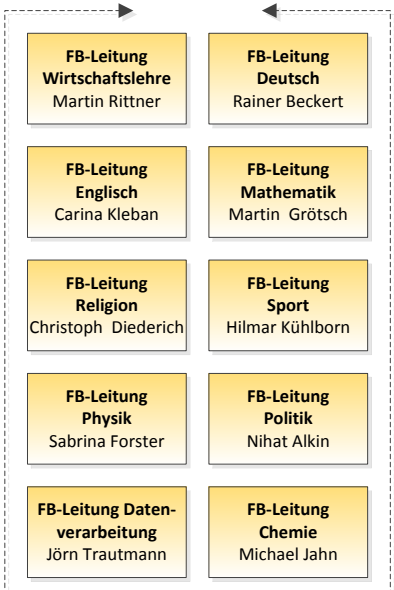 FB-Leitung
Wirtschaftslehre
Martin Rittner
FB-Leitung
Deutsch
Rainer Beckert
FB-Leitung
Englisch
Carina Kleban
FB-Leitung
Mathematik
Martin Grötsch
FB-Leitung
Religion
Christoph Diederich
FB-Leitung
Sport
Hilmar Kühlborn
FB-Leitung
Physik
Sabrina Forster
FB-Leitung
Politik
Nihat Alkin
FB-Leitung Daten-
verarbeitung
Jörn Trautmann
FB-Leitung
Chemie
Michael Jahn